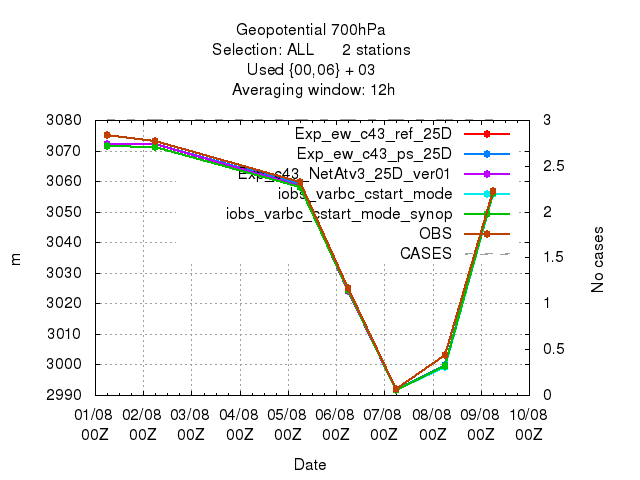 Geopotential 700hPa
Selection: ALL 2 stations
Used {00,06} + 03
Averaging window: 12h
3080
3070
3060
3050
3040
3030
3020
3010
3000
2990
m
Exp_ew_c43_ref_25D
Exp_ew_c43_ps_25D
Exp_c43_NetAtv3_25D_ver01
iobs_varbc_cstart_mode
iobs_varbc_cstart_mode_synop
OBS
CASES
3
2.5
2
1.5
1
0.5
0
No cases
01/08 02/08 03/08 04/08 05/08 06/08 07/08 08/08 09/08 10/08
00Z 00Z 00Z 00Z 00Z 00Z 00Z 00Z 00Z 00Z
Date